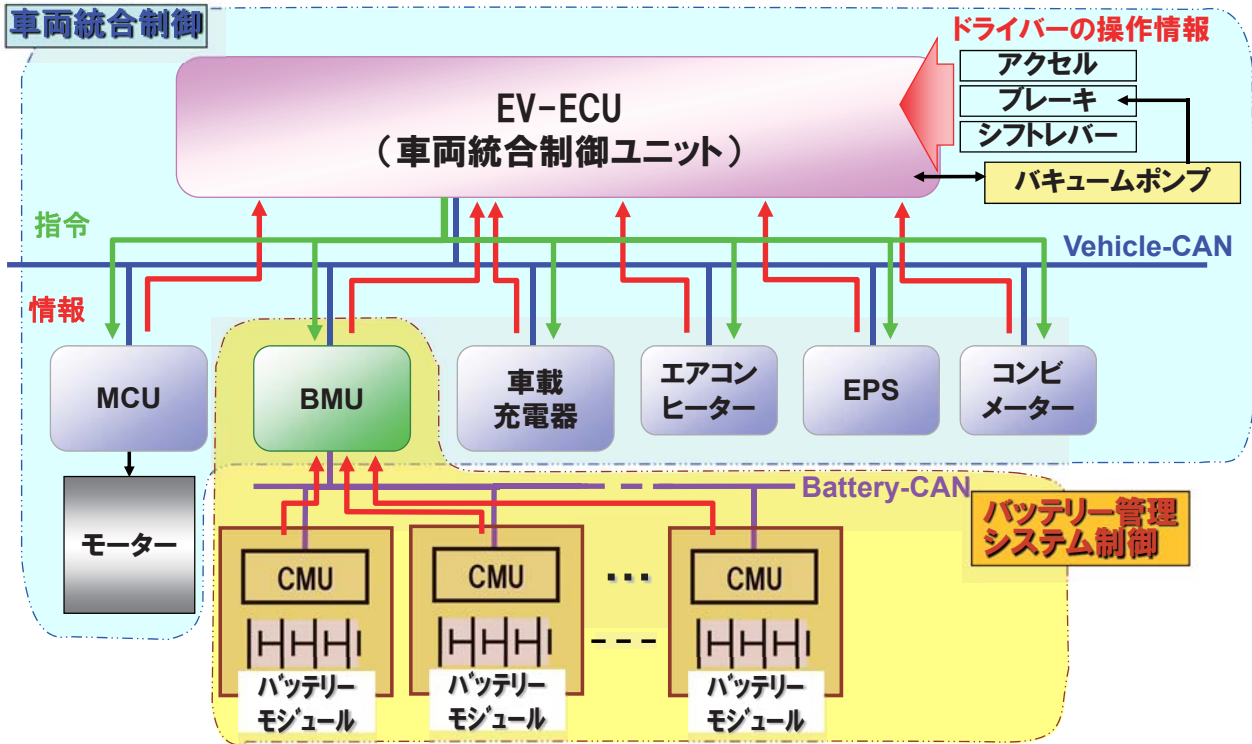 車両統合制御
ドライバーの操作情報
アクセル
ブレーキ
シフトレバー
バキュームポンプ
EV-ECU
（車両統合制御ユニット）
指令
Vehicle-CAN
情報
MCU
BMU
車載
充電器
エアコン
ヒーター
EPS
コンビ
メーター
モーター
Battery-CAN
バッテリー管理
システム制御
CMU
CMU
･･･
CMU
バッテリー
モジュール
バッテリー
モジュール
バッテリー
モジュール